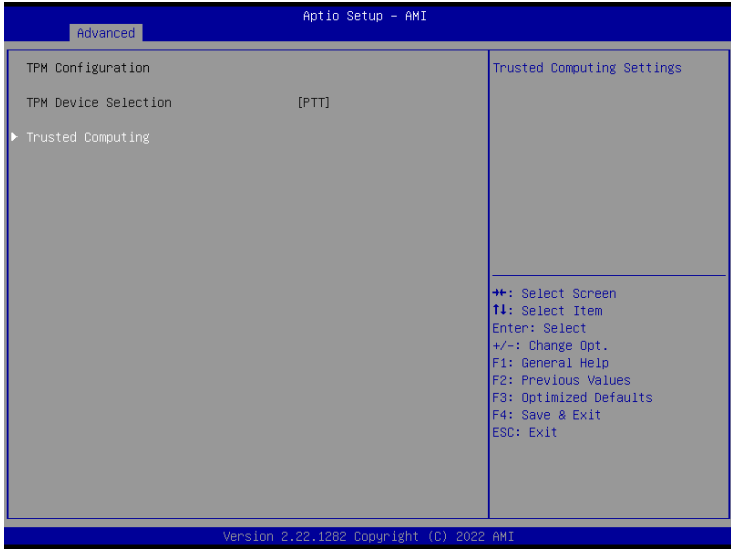 Aptio Setup – AMI
Advanced
TPM Configuration
TPM Device Selection [PTT]
Trusted Computing
Trusted Computing Settings
→←: Select Screen
↑↓: Select Item
Enter: Select
+/-: Change Opt.
F1: General Help
F2: Previous Values
F3: Optimized Defaults
F4: Save & Exit
ESC: Exit
Version 2.22.1282 Copyright (C) 2022 AMI